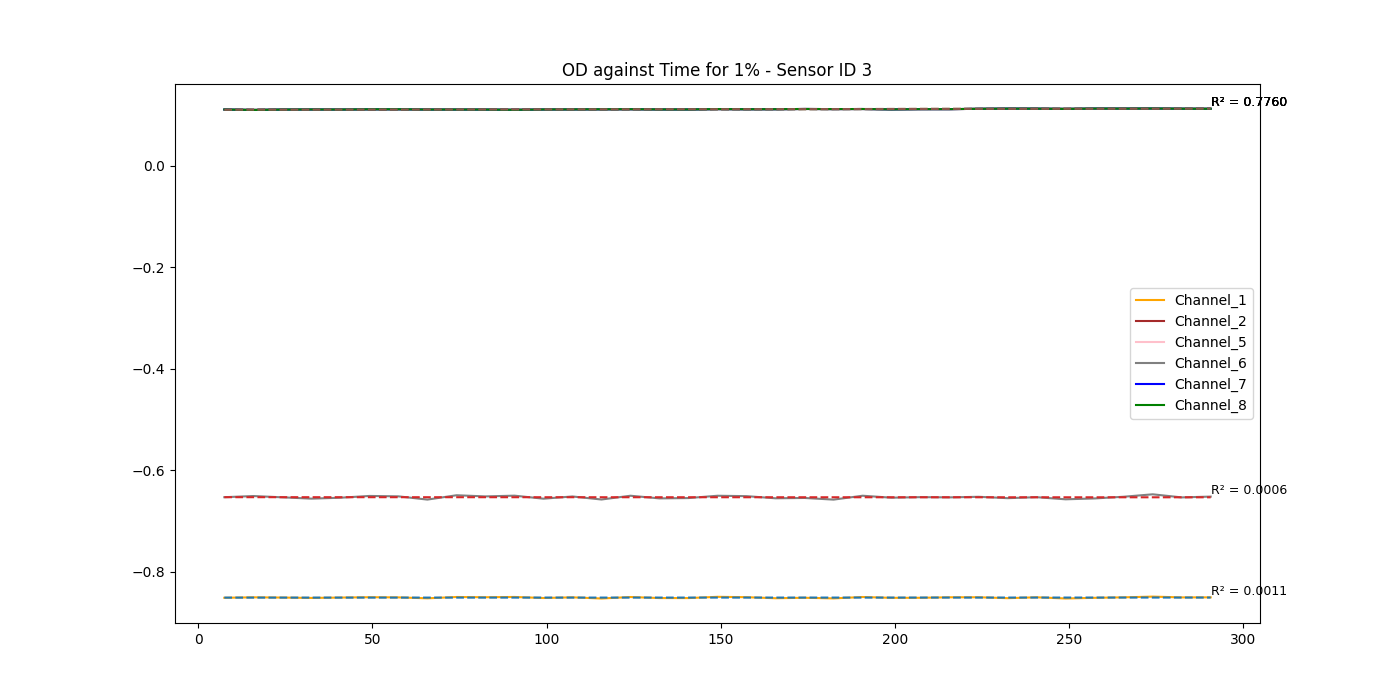 OD against Time for 1% - Sensor ID 3
R² = 0.7760
0.0
−0.2
−0.4
−0.6
−0.8
Channel_1
Channel_2
Channel_5
Channel_6
Channel_7
Channel_8
R² = 0.0006
R² = 0.0011
0
50
100
150
200
250
300